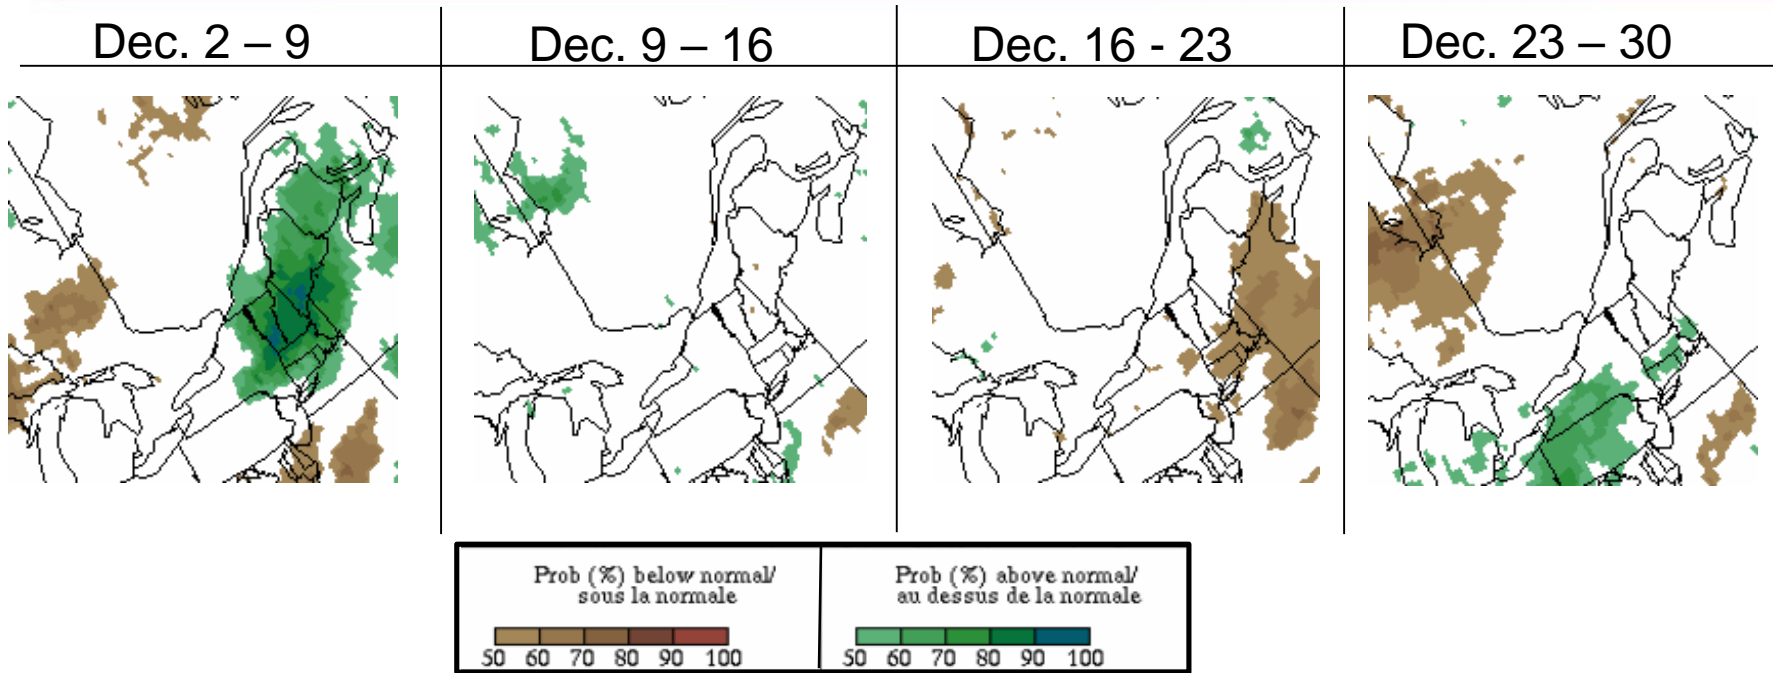 Dec. 2 – 9
Dec. 9 – 16
Dec. 16 - 23
Dec. 23 – 30
Prob (%) below normal/
sous la normale
50 60 70 80 90 100
Prob (%) above normal/
au dessus de la normale
50 60 70 80 90 100